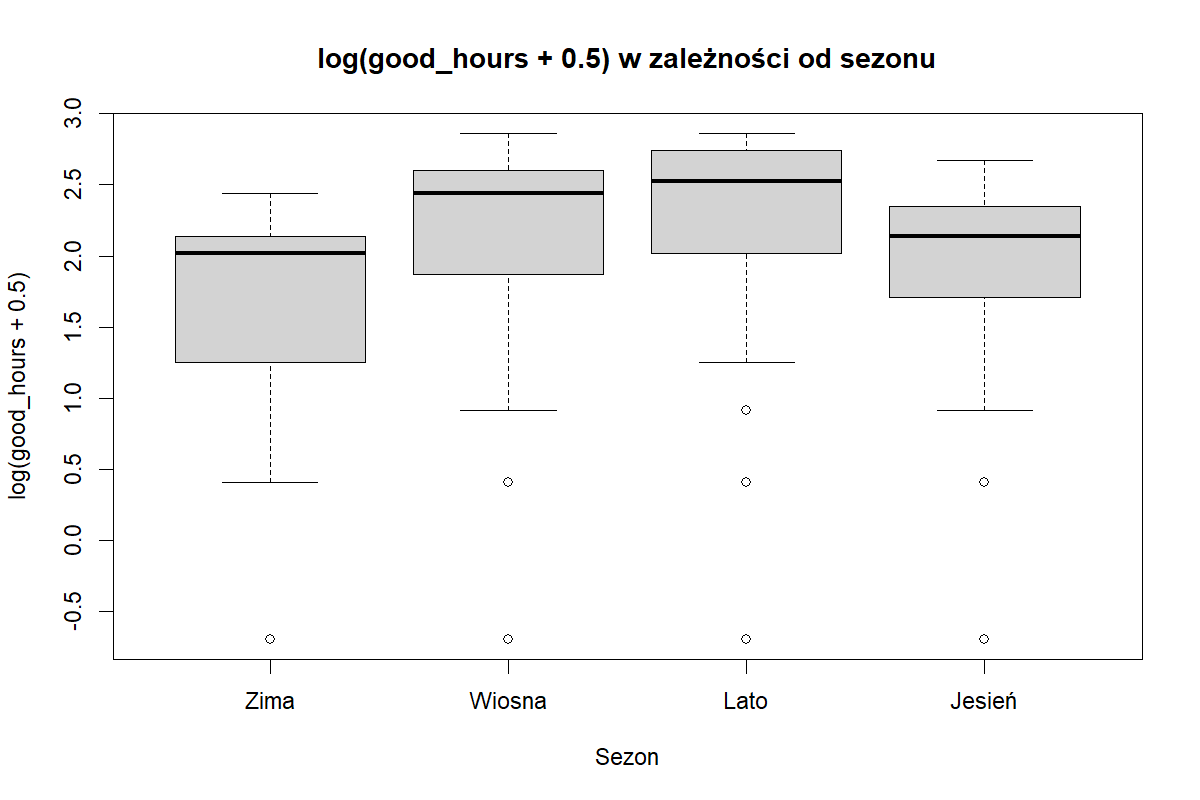 log(good_hours + 0.5) w zależności od sezonu
log(good_hours + 0.5)
3.0
2.5
2.0
1.5
1.0
0.5
0.0
-0.5
Zima Wiosna Lato Jesień
Sezon